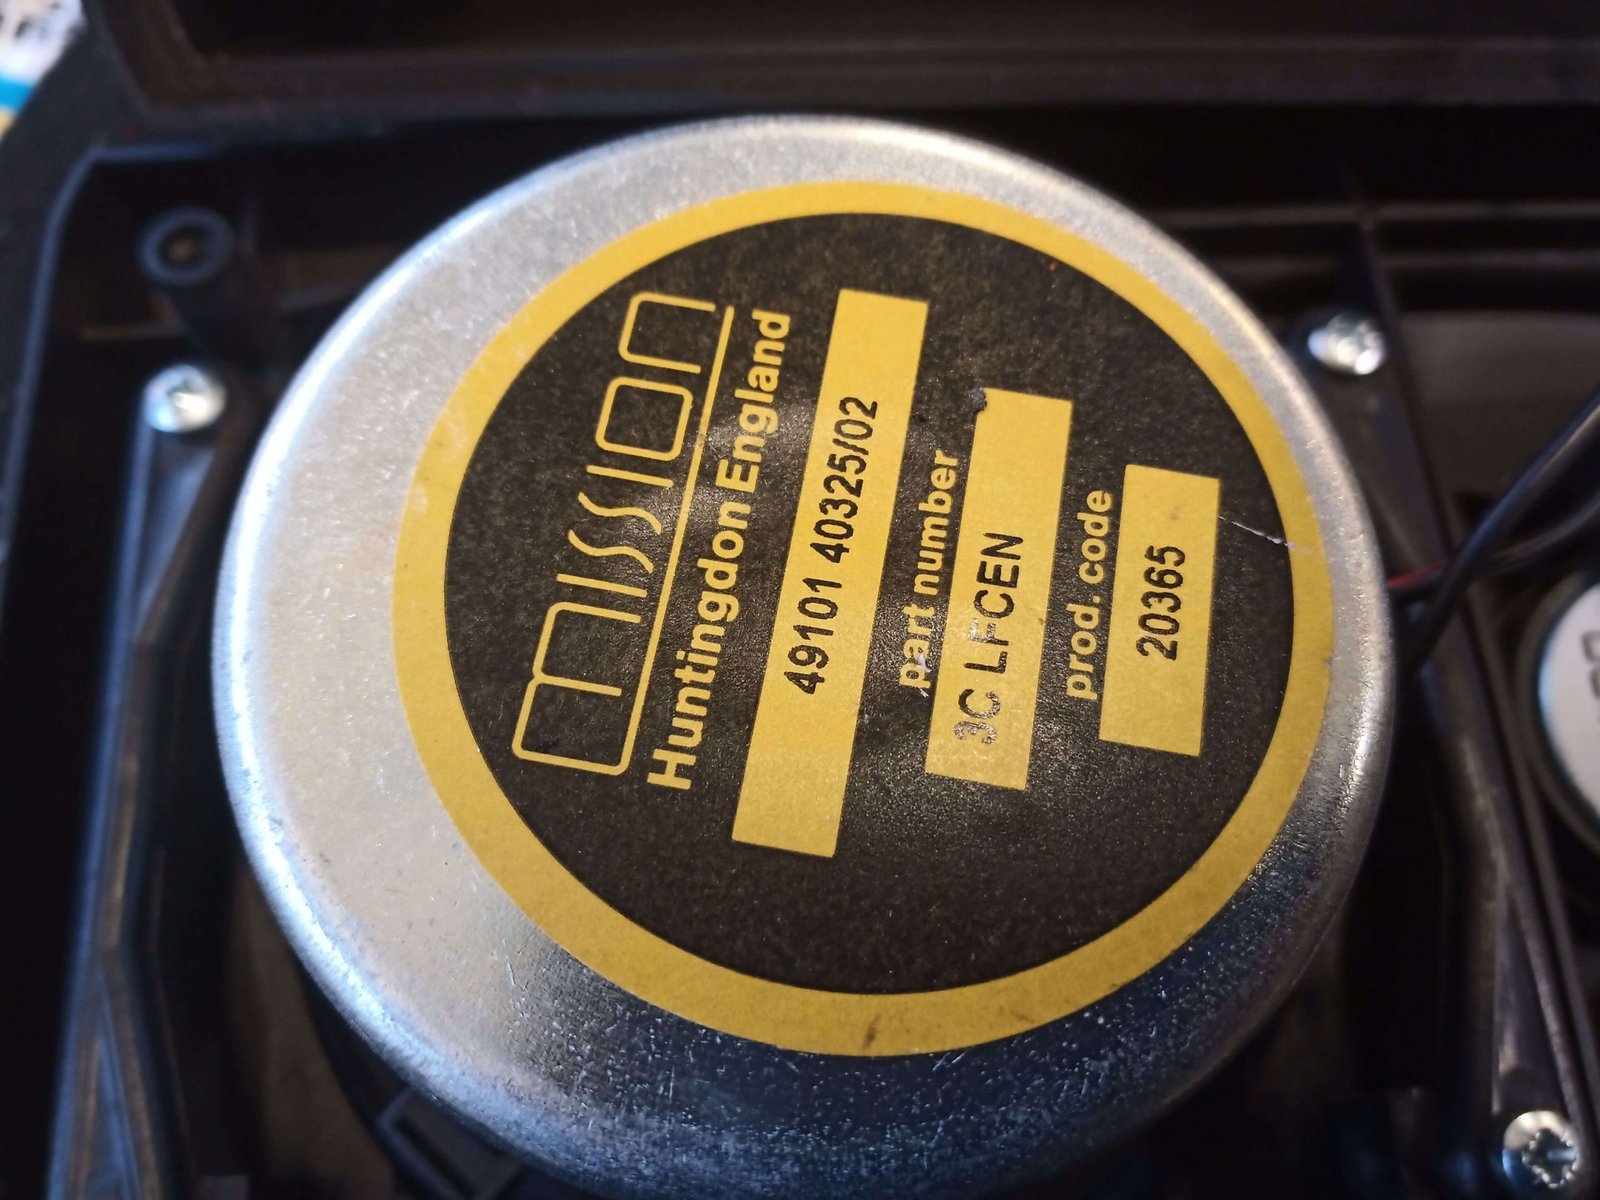 mission
Huntingdon England
49101 40325/02
part number
3C LFCEN
prod. code
20365